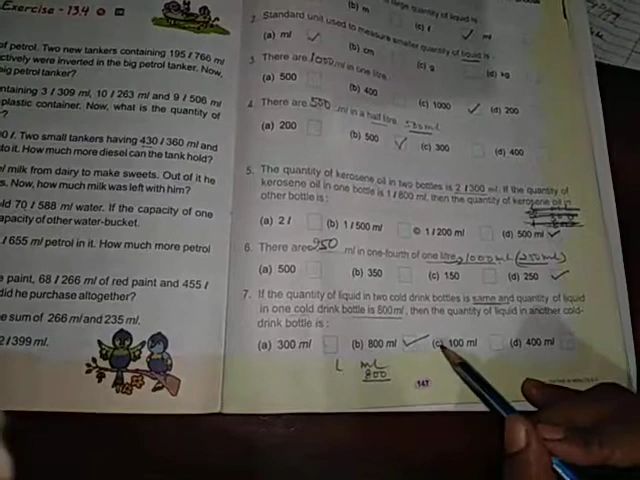 Exercise - 13.4
of petrol. Two new tankers containing 195 l 766 ml
ctively were inverted in the big petrol tanker. Now,
big petrol tanker?
ntaining 3 l 309 ml, 10 l 263 ml and 9 l 506 ml
plastic container. Now, what is the quantity of
r?
0 l. Two small tankers having 430 l 360 ml
to it. How much more diesel can the tank hold?
l milk from dairy to make sweets. Out of it he
s. Now, how much milk was left with him?
ld 70 l 588 ml water. If the capacity of one
apacity of other water-bucket.
l 655 ml petrol in it. How much more petrol
e paint, 68 l 266 ml of red paint and 455 l
did he purchase altogether?
e sum of 266 ml and 235 ml.
2 l 399 ml.
(b) m
large quantity of liquid is
(c) l
2. Standard unit used to measure smaller quantity of liquid is
(a) ml ✓ (b) cm (c) g (d) kg
3. There are 1000 ml in one litre.
(a) 500 (b) 400 (c) 1000 ✓ (d) 200
4. There are 500 ml in a half litre 500 ml
(a) 200 (b) 500 ✓ (c) 300 (d) 400
5. The quantity of kerosene oil in two bottles is 2 l 300 ml. If the quantity of
kerosene oil in one bottle is 1 l 800 ml, then the quantity of kerosene oil in
other bottle is :
(a) 2 l (b) 1 l 500 ml (c) 1 l 200 ml (d) 500 ml ✓
6. There are 250 ml in one-fourth of one litre 1000 ml (250 ml)
(a) 500 (b) 350 (c) 150 (d) 250 ✓
7. If the quantity of liquid in two cold drink bottles is same and quantity of liquid
in one cold drink bottle is 800 ml, then the quantity of liquid in another cold-
drink bottle is :
(a) 300 ml (b) 800 ml ✓ (c) 100 ml (d) 400 ml
L ml
800
147